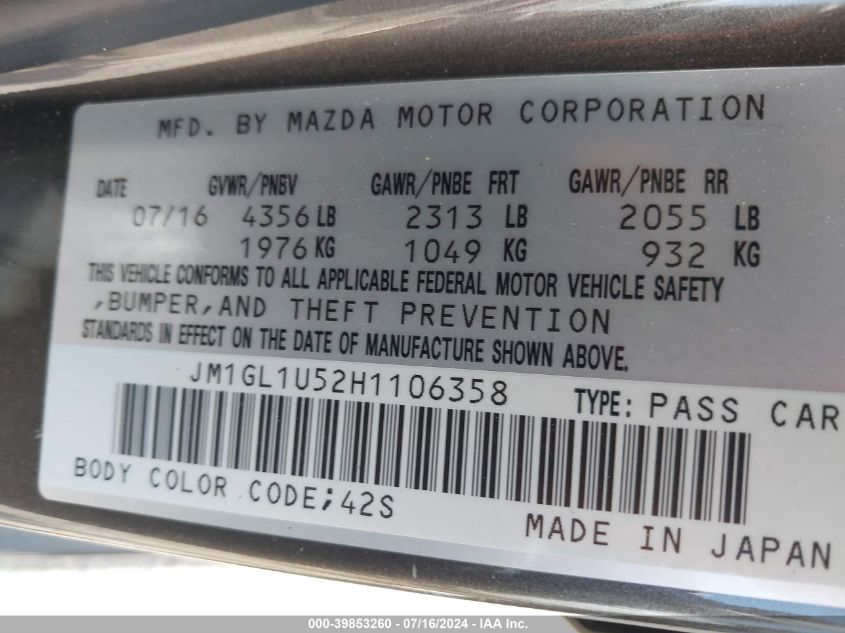 MFD. BY MAZDA MOTOR CORPORATION
DATE GVWR/PNBV GAWR/PNBE FRT GAWR/PNBE RR
07/16 4356 LB 2313 LB 2055 LB
1976 KG 1049 KG 932 KG
THIS VEHICLE CONFORMS TO ALL APPLICABLE FEDERAL MOTOR VEHICLE SAFETY
,BUMPER,AND THEFT PREVENTION
STANDARDS IN EFFECT ON THE DATE OF MANUFACTURE SHOWN ABOVE.
JM1GL1U52H1106358 TYPE: PASS CAR
BODY COLOR CODE;42S
MADE IN JAPAN
000-39853260 - 07/16/2024 - IAAI.com